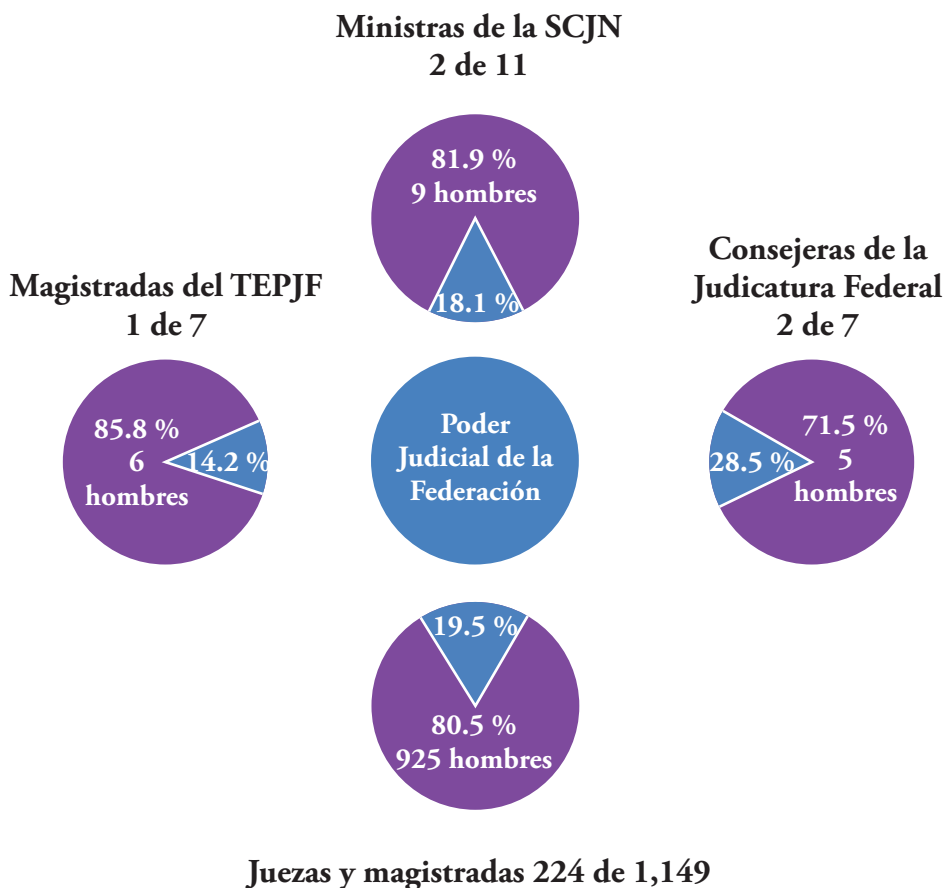 Ministras de la SCJN
2 de 11
81.9 %
9 hombres
18.1 %
Magistradas del TEPJF
1 de 7
85.8 %
6
hombres
14.2 %
Poder
Judicial de la
Federación
Consejeras de la
Judicatura Federal
2 de 7
28.5 %
71.5 %
5
hombres
19.5 %
80.5 %
925 hombres
Juezas y magistradas 224 de 1,149